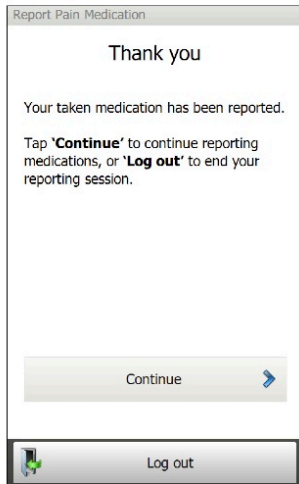 Report Pain Medication
Thank you
Your taken medication has been reported.
Tap ‘Continue’ to continue reporting
medications, or ‘Log out’ to end your
reporting session.
Continue
Log out